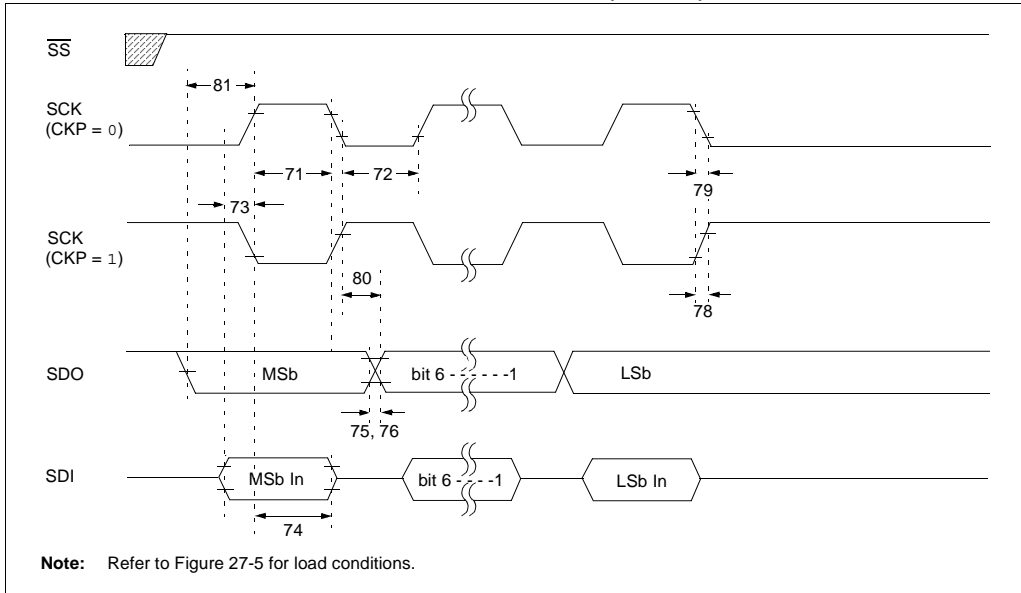 SS
81
SCK
(CKP = 0)
71
72
79
73
SCK
(CKP = 1)
80
78
SDO
MSb
bit 6 - - - - - -1
LSb
75, 76
SDI
MSb In
bit 6 - - - -1
LSb In
74
Note: Refer to Figure 27-5 for load conditions.